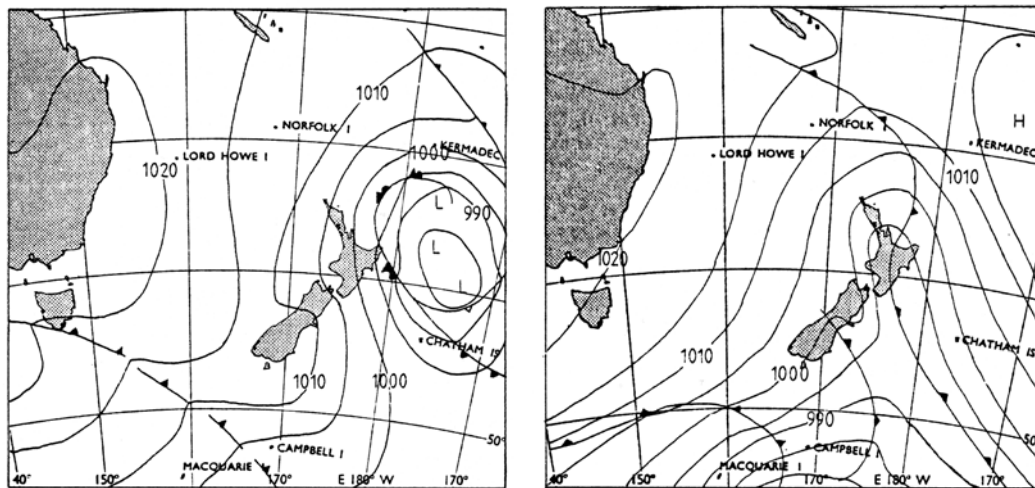 1010
NORFOLK I
1000
KERMADEC
LORD HOWE I
1020
L
990
L
L
CHATHAM IS
1010
1000
CAMPBELL I
50°
MACQUARIE I
40°
150°
160°
170°
E 180° W
170°
H
NORFOLK I
KERMADEC
1010
LORD HOWE I
1020
1010
CHATHAM IS
1000
990
50°
CAMPBELL I
MACQUARIE I
40°
150°
160°
170°
E 180° W
170°